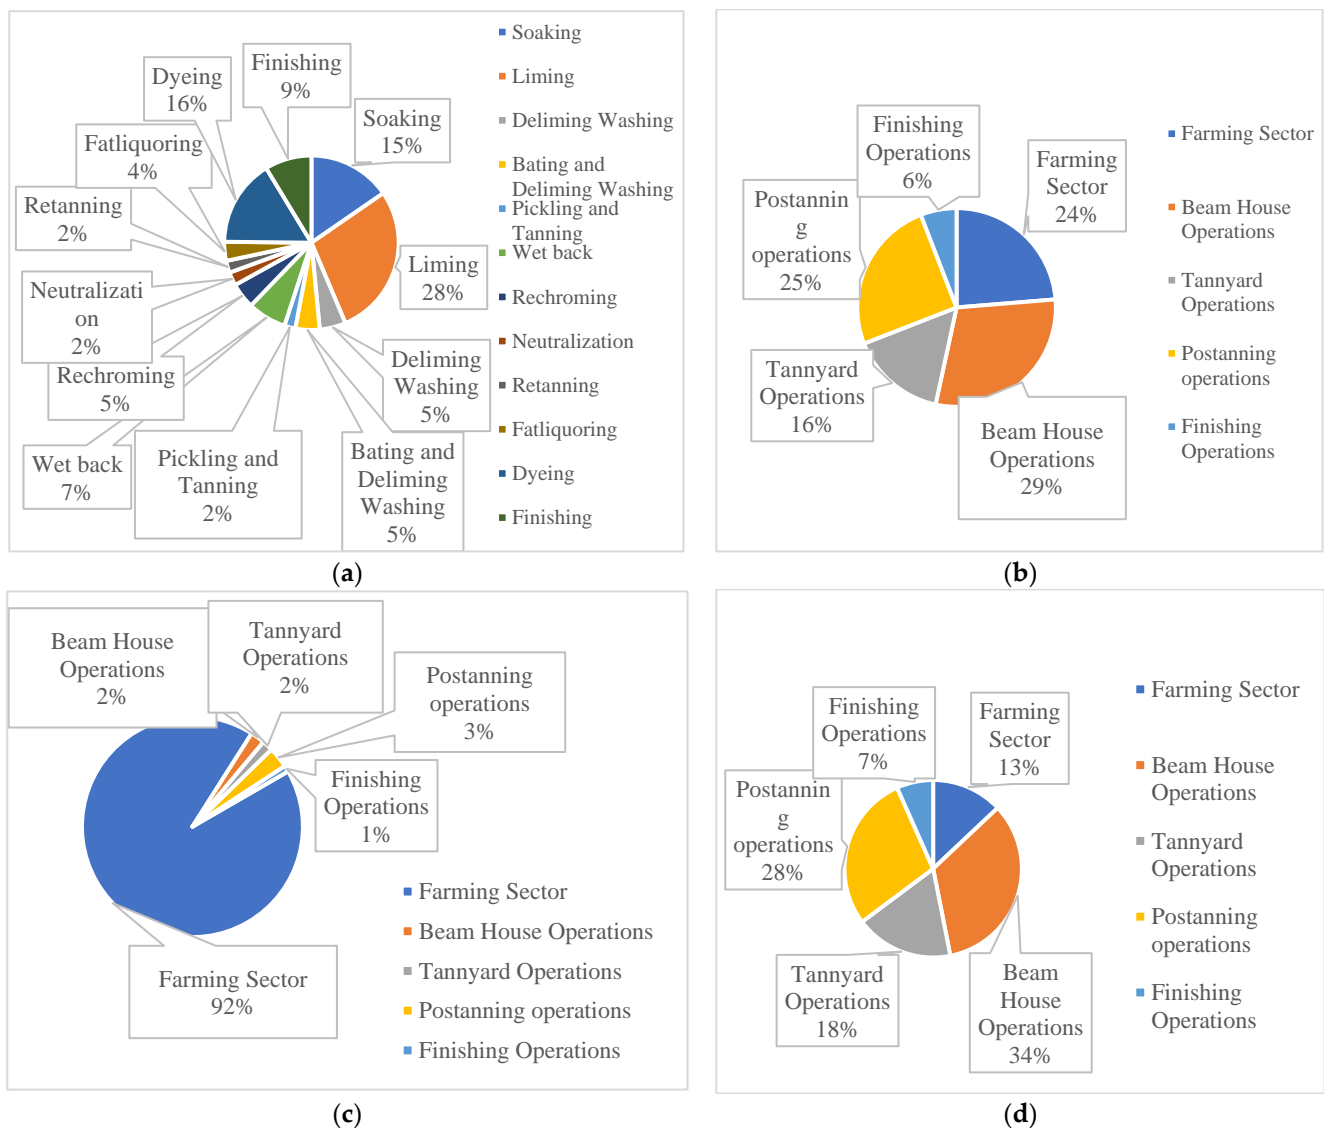 Soaking
Liming
Deliming Washing
Bating and
Deliming Washing
Pickling and
Tanning
Wet back
Rechroming
Neutralization
Retanning
Fatliquoring
Dyeing
Finishing
Finishing
9%
Dyeing
16%
Soaking
15%
Fatliquoring
4%
Retanning
2%
Liming
28%
Neutralizati
on
2%
Deliming
Washing
5%
Rechroming
5%
Wet back
7%
Pickling and
Tanning
2%
Bating and
Deliming
Washing
5%
(a)
Finishing
Operations
6%
Farming
Sector
24%
Postannin
g
operations
25%
Tannyard
Operations
16%
Beam House
Operations
29%
Farming Sector
Beam House
Operations
Tannyard
Operations
Postanning
operations
Finishing
Operations
(b)
Beam House
Operations
2%
Tannyard
Operations
2%
Postanning
operations
3%
Finishing
Operations
1%
Farming Sector
92%
Farming Sector
Beam House Operations
Tannyard Operations
Postanning operations
Finishing Operations
(c)
Finishing
Operations
7%
Farming
Sector
13%
Postannin
g
operations
28%
Tannyard
Operations
18%
Beam
House
Operations
34%
Farming Sector
Beam House
Operations
Tannyard
Operations
Postanning
operations
Finishing
Operations
(d)